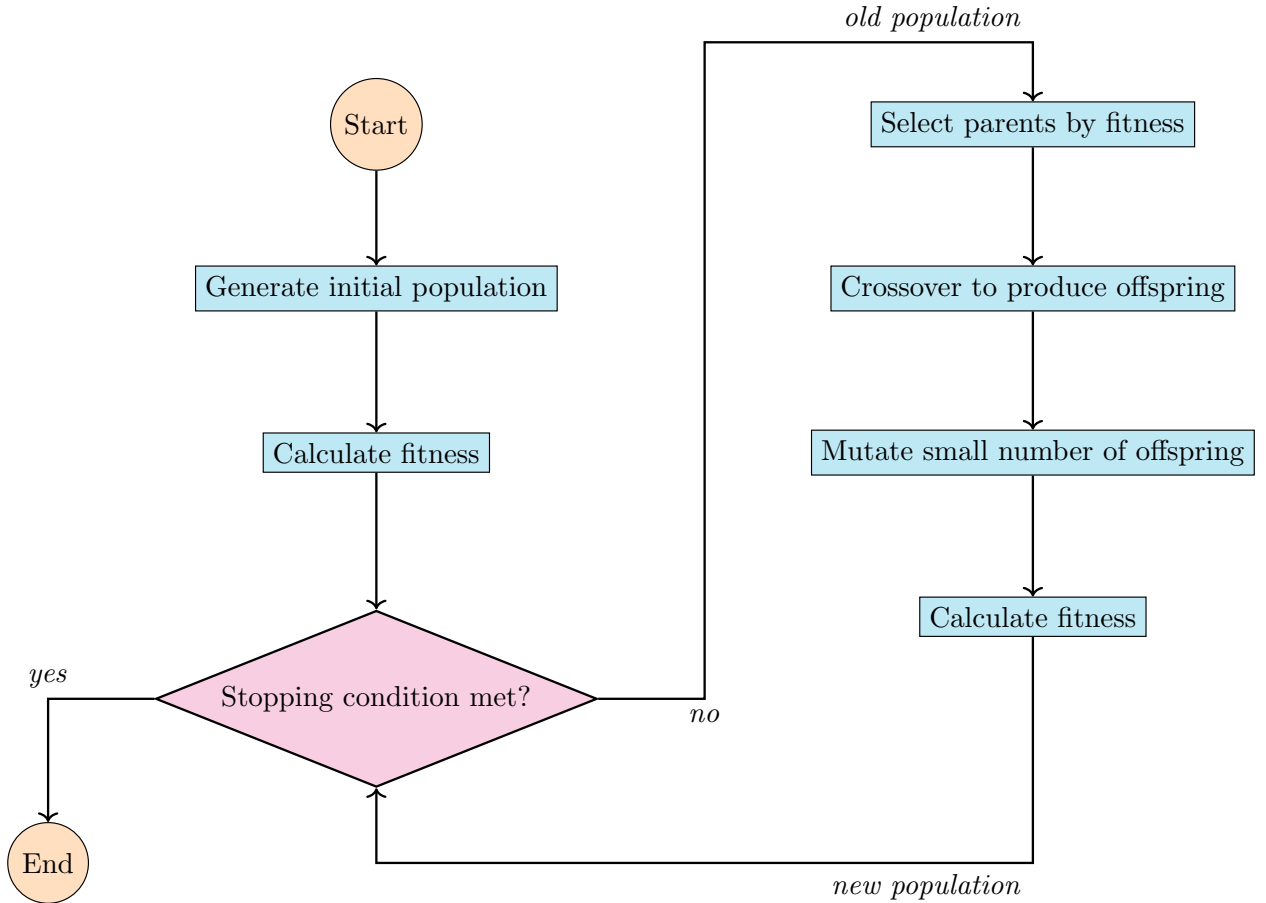 Start
Generate initial population
Calculate fitness
Stopping condition met?
yes
End
no
old population
Select parents by fitness
Crossover to produce offspring
Mutate small number of offspring
Calculate fitness
new population